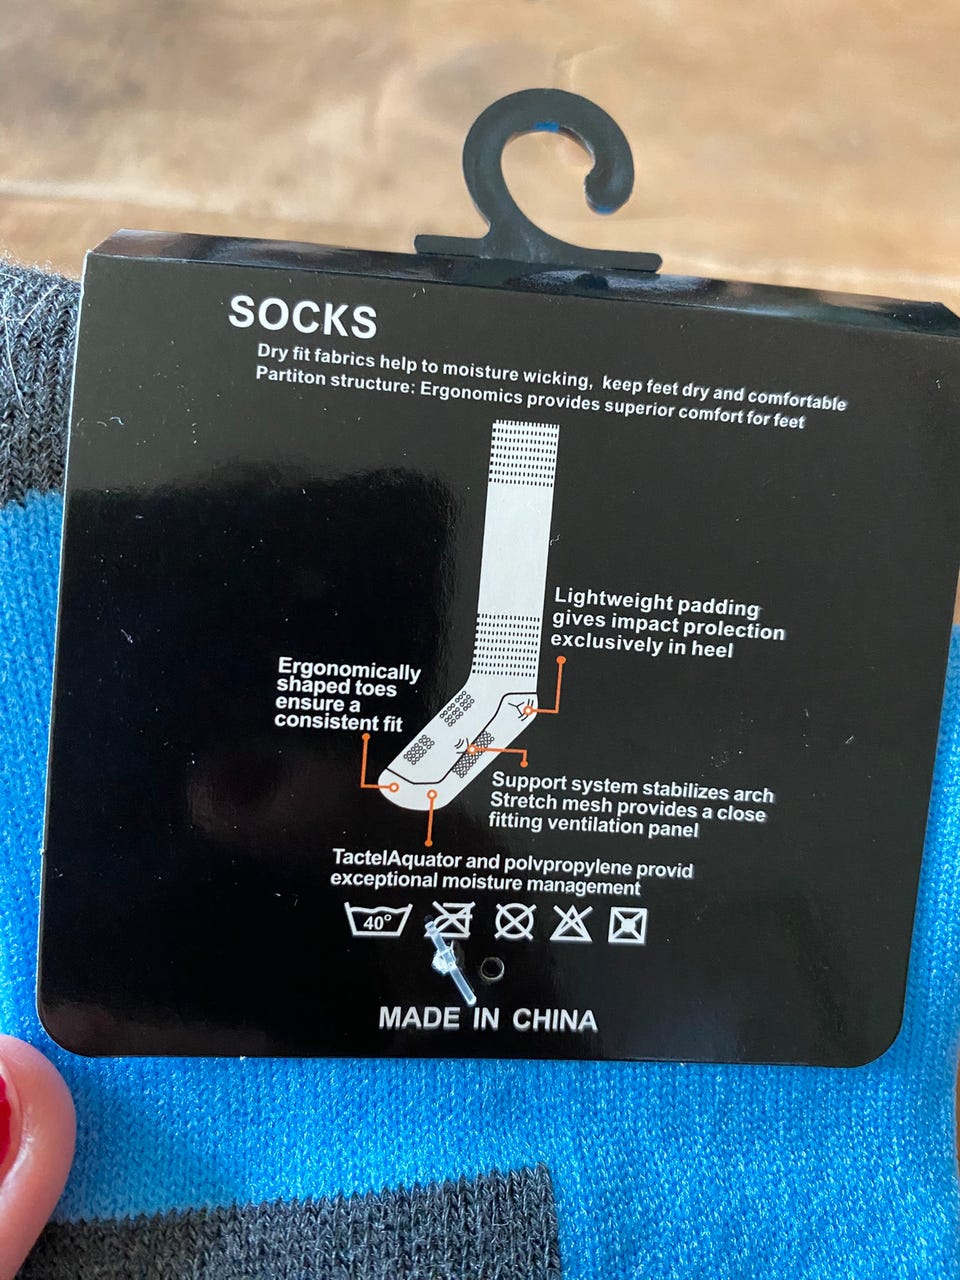 SOCKS
Dry fit fabrics help to moisture wicking, keep feet dry and comfortable
Partiton structure: Ergonomics provides superior comfort for feet
Lightweight padding
gives impact prolection
exclusively in heel
Ergonomically
shaped toes
ensure a
consistent fit
Support system stabilizes arch
Stretch mesh provides a close
fitting ventilation panel
TactelAquator and polvpropylene provid
exceptional moisture management
40°
MADE IN CHINA